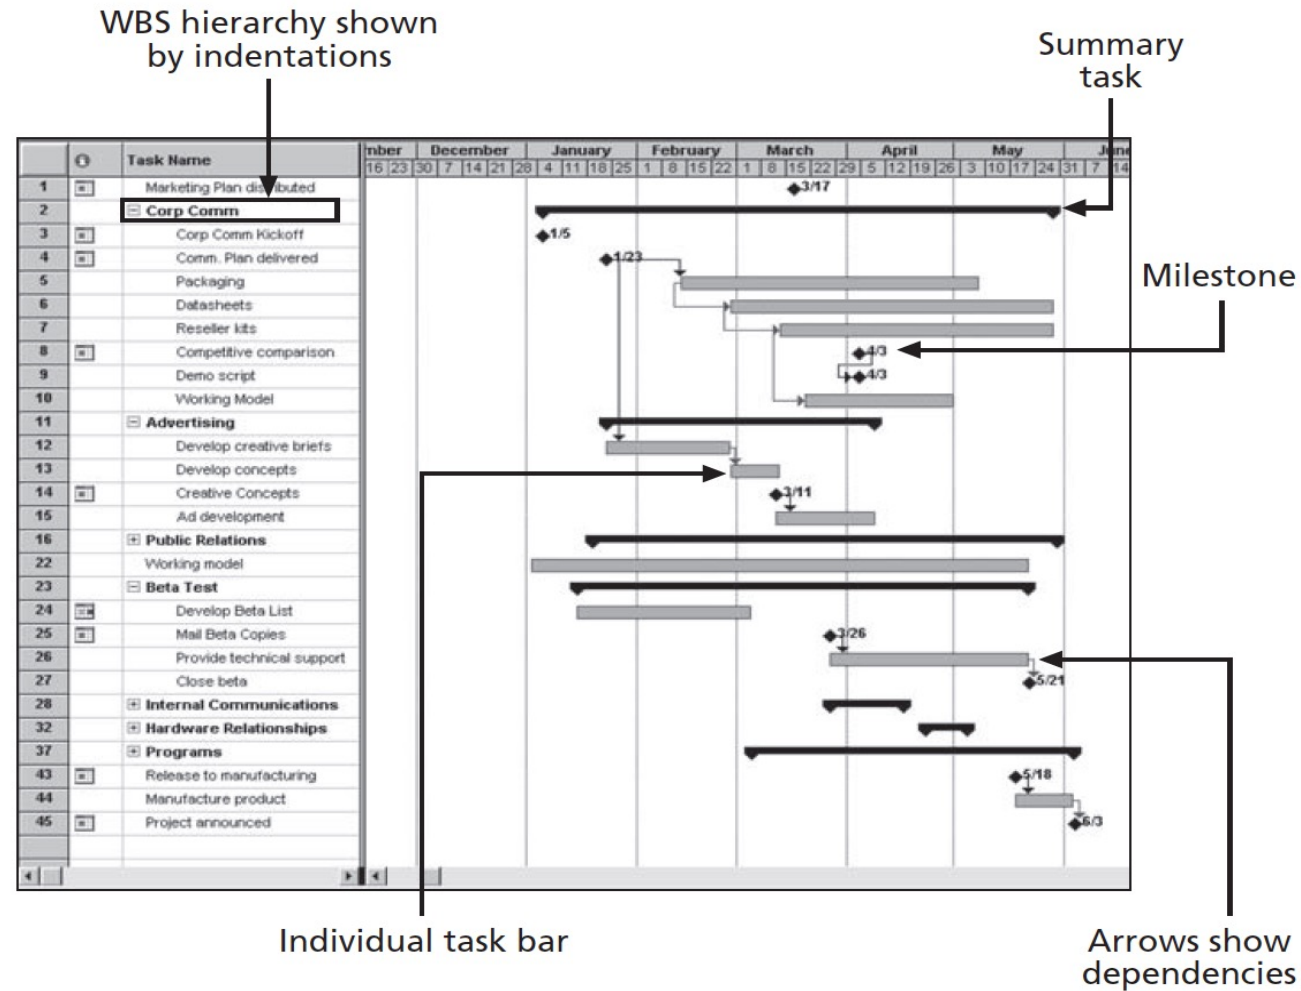 WBS hierarchy shown
by indentations
Summary
task
Task Name
mber December January February March April May June
16 23 30 7 14 21 28 4 11 18 25 1 8 15 22 1 8 15 22 29 5 12 19 26 3 10 17 24 31 7 14
1 Marketing Plan distributed 3/17
2 Corp Comm
3 Corp Comm Kickoff 1/5
4 Comm. Plan delivered 1/23
5 Packaging
6 Datasheets
7 Reseller kits
8 Competitive comparison 4/3
9 Demo script 4/3
10 Working Model
11 Advertising
12 Develop creative briefs
13 Develop concepts
14 Creative Concepts 3/11
15 Ad development
16 Public Relations
22 Working model
23 Beta Test
24 Develop Beta List
25 Mail Beta Copies 3/26
26 Provide technical support
27 Close beta 5/21
28 Internal Communications
32 Hardware Relationships
37 Programs
43 Release to manufacturing 5/18
44 Manufacture product
45 Project announced 6/3
Milestone
Individual task bar
Arrows show
dependencies